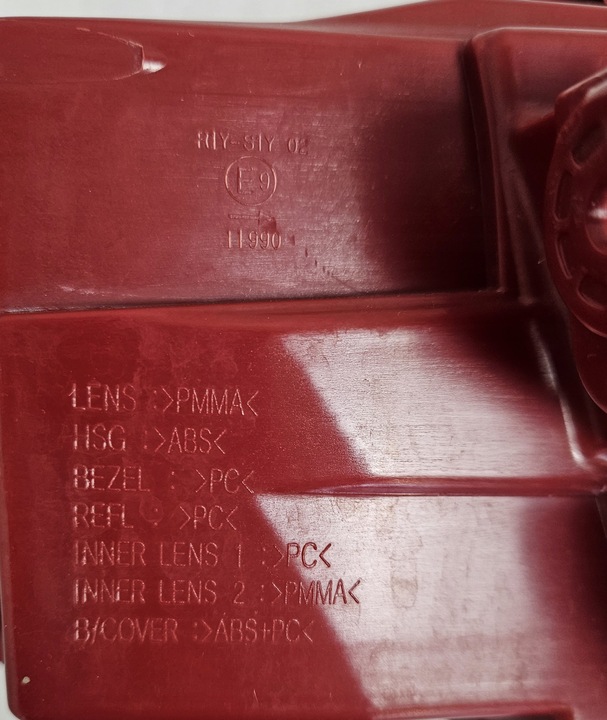 R1Y-S1Y 02
E9
11990
LENS :>PMMA<
HSG :>ABS<
BEZEL : >PC<
REFL : >PC<
INNER LENS 1 :>PC<
INNER LENS 2 :>PMMA<
B/COVER :>ABS+PC<